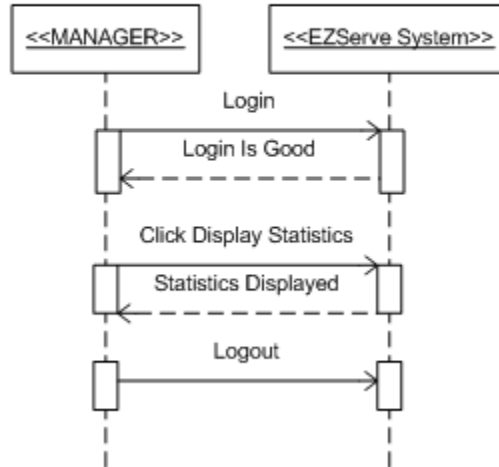 <<MANAGER>>
<<EZServe System>>
Login
Login Is Good
Click Display Statistics
Statistics Displayed
Logout